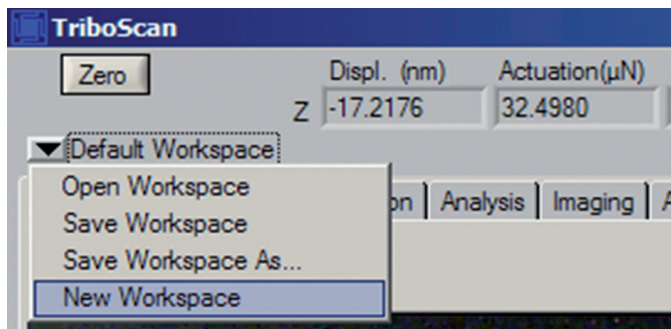 TriboScan
Zero
Displ. (nm) Actuation(µN)
Z -17.2176 32.4980
Default Workspace
Open Workspace
Save Workspace
Save Workspace As...
New Workspace
Analysis Imaging